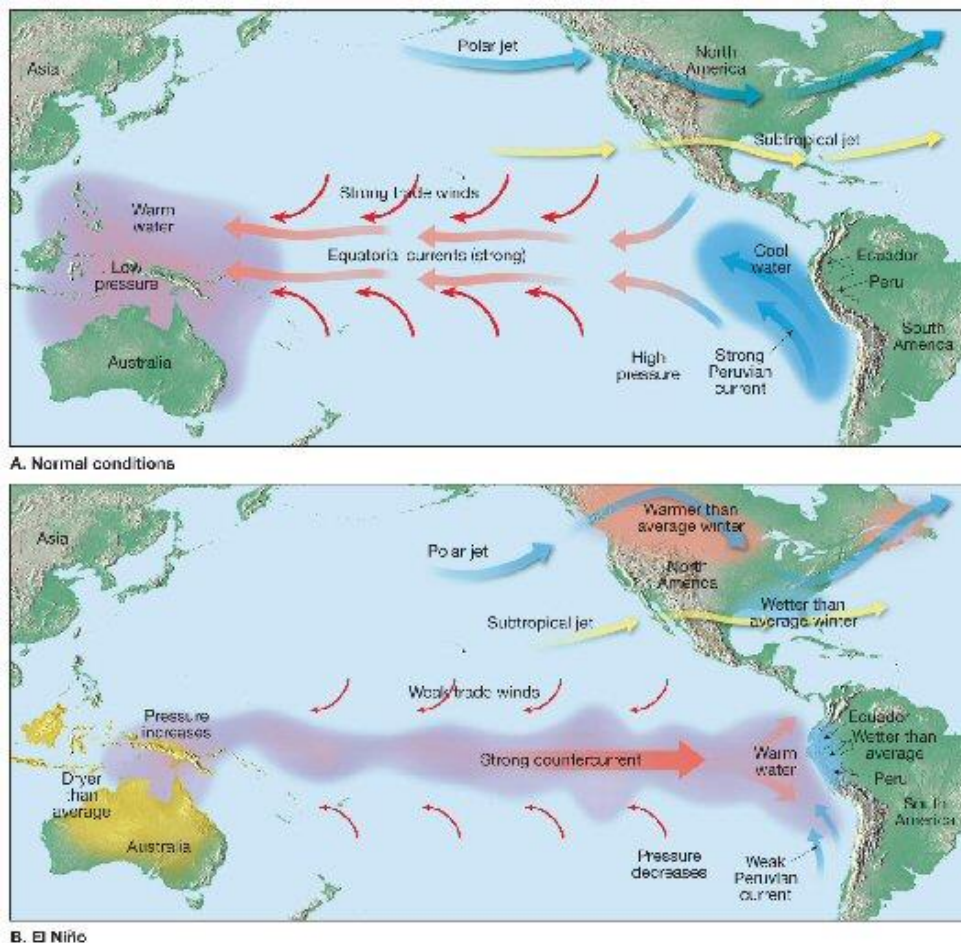 Asia
Polar jet
North
America
Subtropical jet
Strong trade winds
Warm
water
Equatorial currents (strong)
Low
pressure
Cool
water
Ecuador
Peru
South
America
Australia
High
pressure
Strong
Peruvian
current
A. Normal conditions
Asia
Warmer than
average winter
Polar jet
North
America
Subtropical jet
Wetter than
average winter
Weak trade winds
Pressure
increases
Ecuador
Wetter than
average
Strong countercurrent
Warm
water
Peru
Dryer
than
average
South
America
Australia
Pressure
decreases
Weak
Peruvian
current
B. El Niño